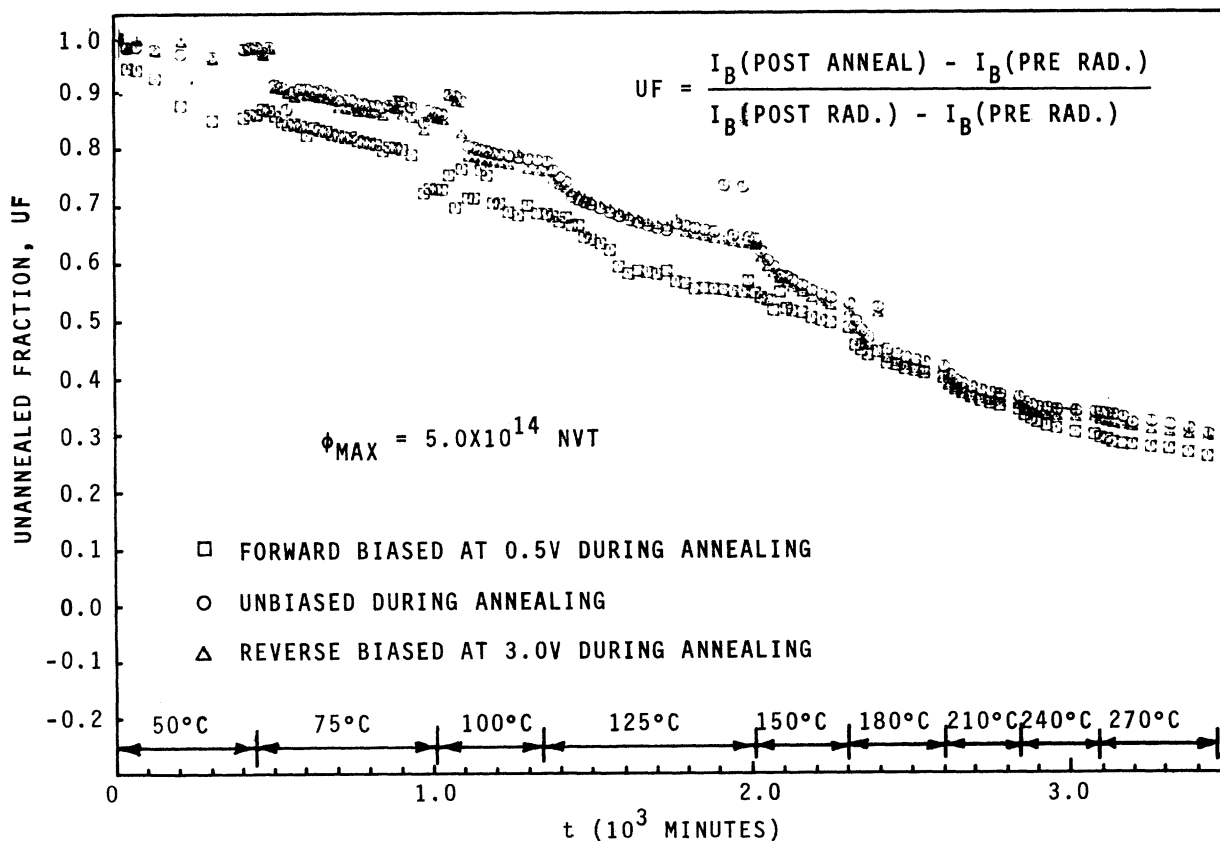 1.0
0.9
0.8
0.7
0.6
0.5
0.4
0.3
0.2
0.1
0.0
-0.1
-0.2
UNANNEALED FRACTION, UF
UF = I_B(POST ANNEAL) - I_B(PRE RAD.)
I_B(POST RAD.) - I_B(PRE RAD.)
ϕMAX = 5.0X10^14 NVT
□ FORWARD BIASED AT 0.5V DURING ANNEALING
○ UNBIASED DURING ANNEALING
△ REVERSE BIASED AT 3.0V DURING ANNEALING
50°C 75°C 100°C 125°C 150°C 180°C 210°C 240°C 270°C
0 1.0 2.0 3.0
t (10^3 MINUTES)